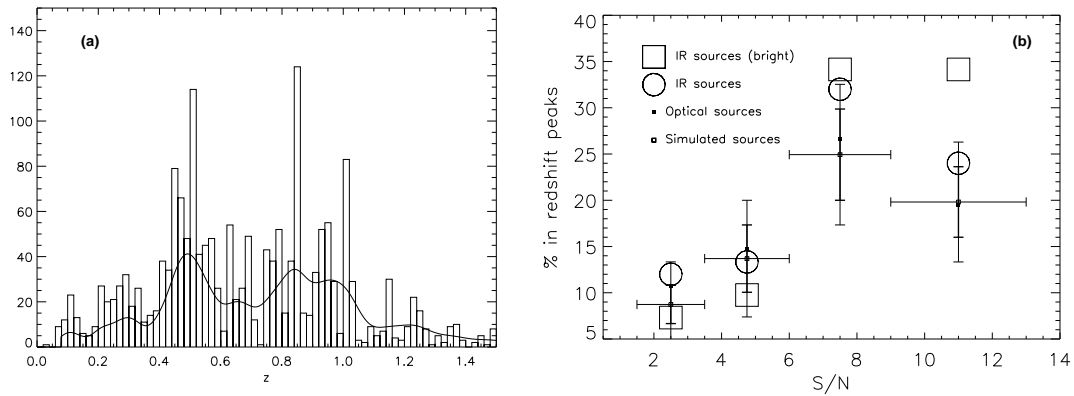 (a)
140
120
100
80
60
40
20
0
0.0 0.2 0.4 0.6 0.8 1.0 1.2 1.4
z
(b)
IR sources (bright)
IR sources
Optical sources
Simulated sources
% in redshift peaks
40
35
30
25
20
15
10
5
2 4 6 8 10 12 14
S/N